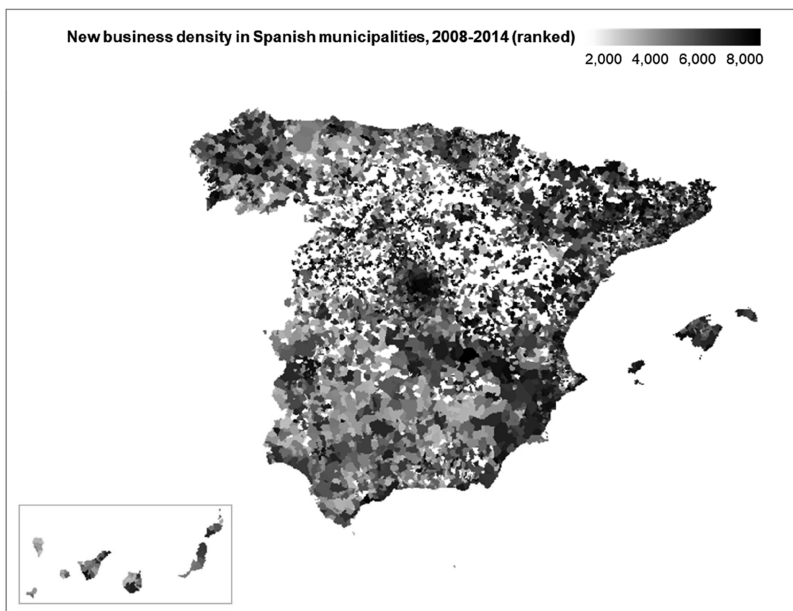 New business density in Spanish municipalities, 2008-2014 (ranked)
2,000 4,000 6,000 8,000